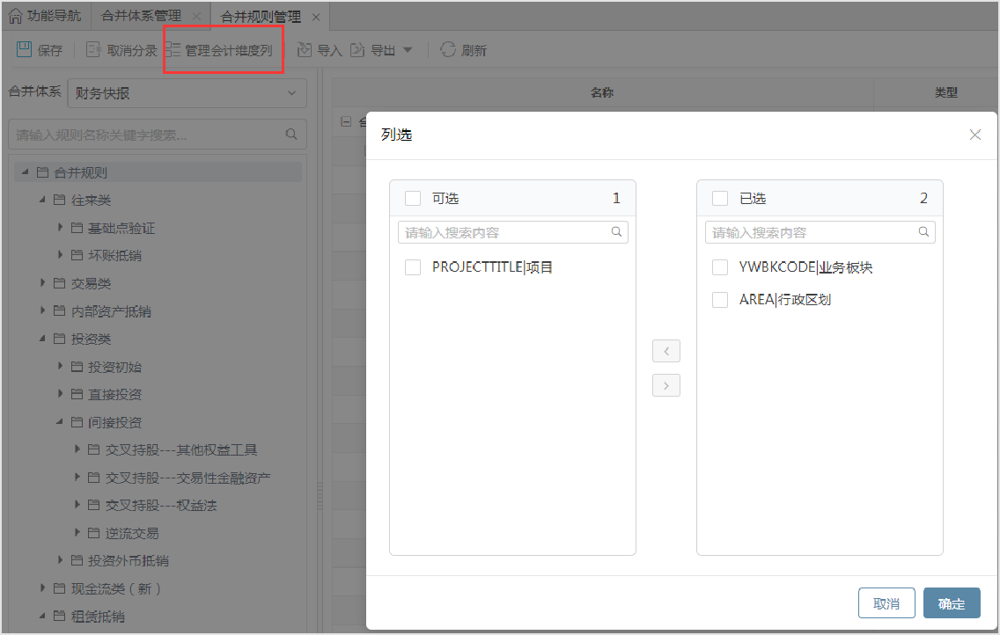 功能导航 合并体系管理 合并规则管理
保存 取消分录 管理会计维度列 导入 导出 刷新
合并体系 财务快报
名称 类型
请输入规则名称关键字搜索...
列选
合并规则
往来类
基础点验证
坏账抵销
交易类
内部资产抵销
投资类
投资初始
直接投资
间接投资
交叉持股---其他权益工具
交叉持股---交易性金融资产
交叉持股---权益法
逆流交易
投资外币抵销
现金流类（新）
租赁抵销
可选 1
请输入搜索内容
PROJECTTITLE|项目
已选 2
请输入搜索内容
YWBKCODE|业务板块
AREA|行政区划
取消 确定